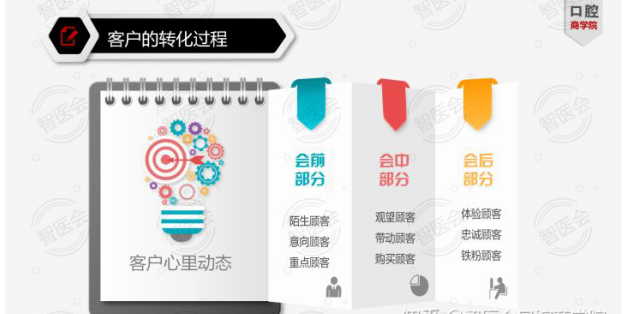 口腔
商学院
客户的转化过程
客户心里动态
会前
部分
陌生顾客
意向顾客
重点顾客
会中
部分
观望顾客
带动顾客
购买顾客
会后
部分
体验顾客
忠诚顾客
铁粉顾客
智医会